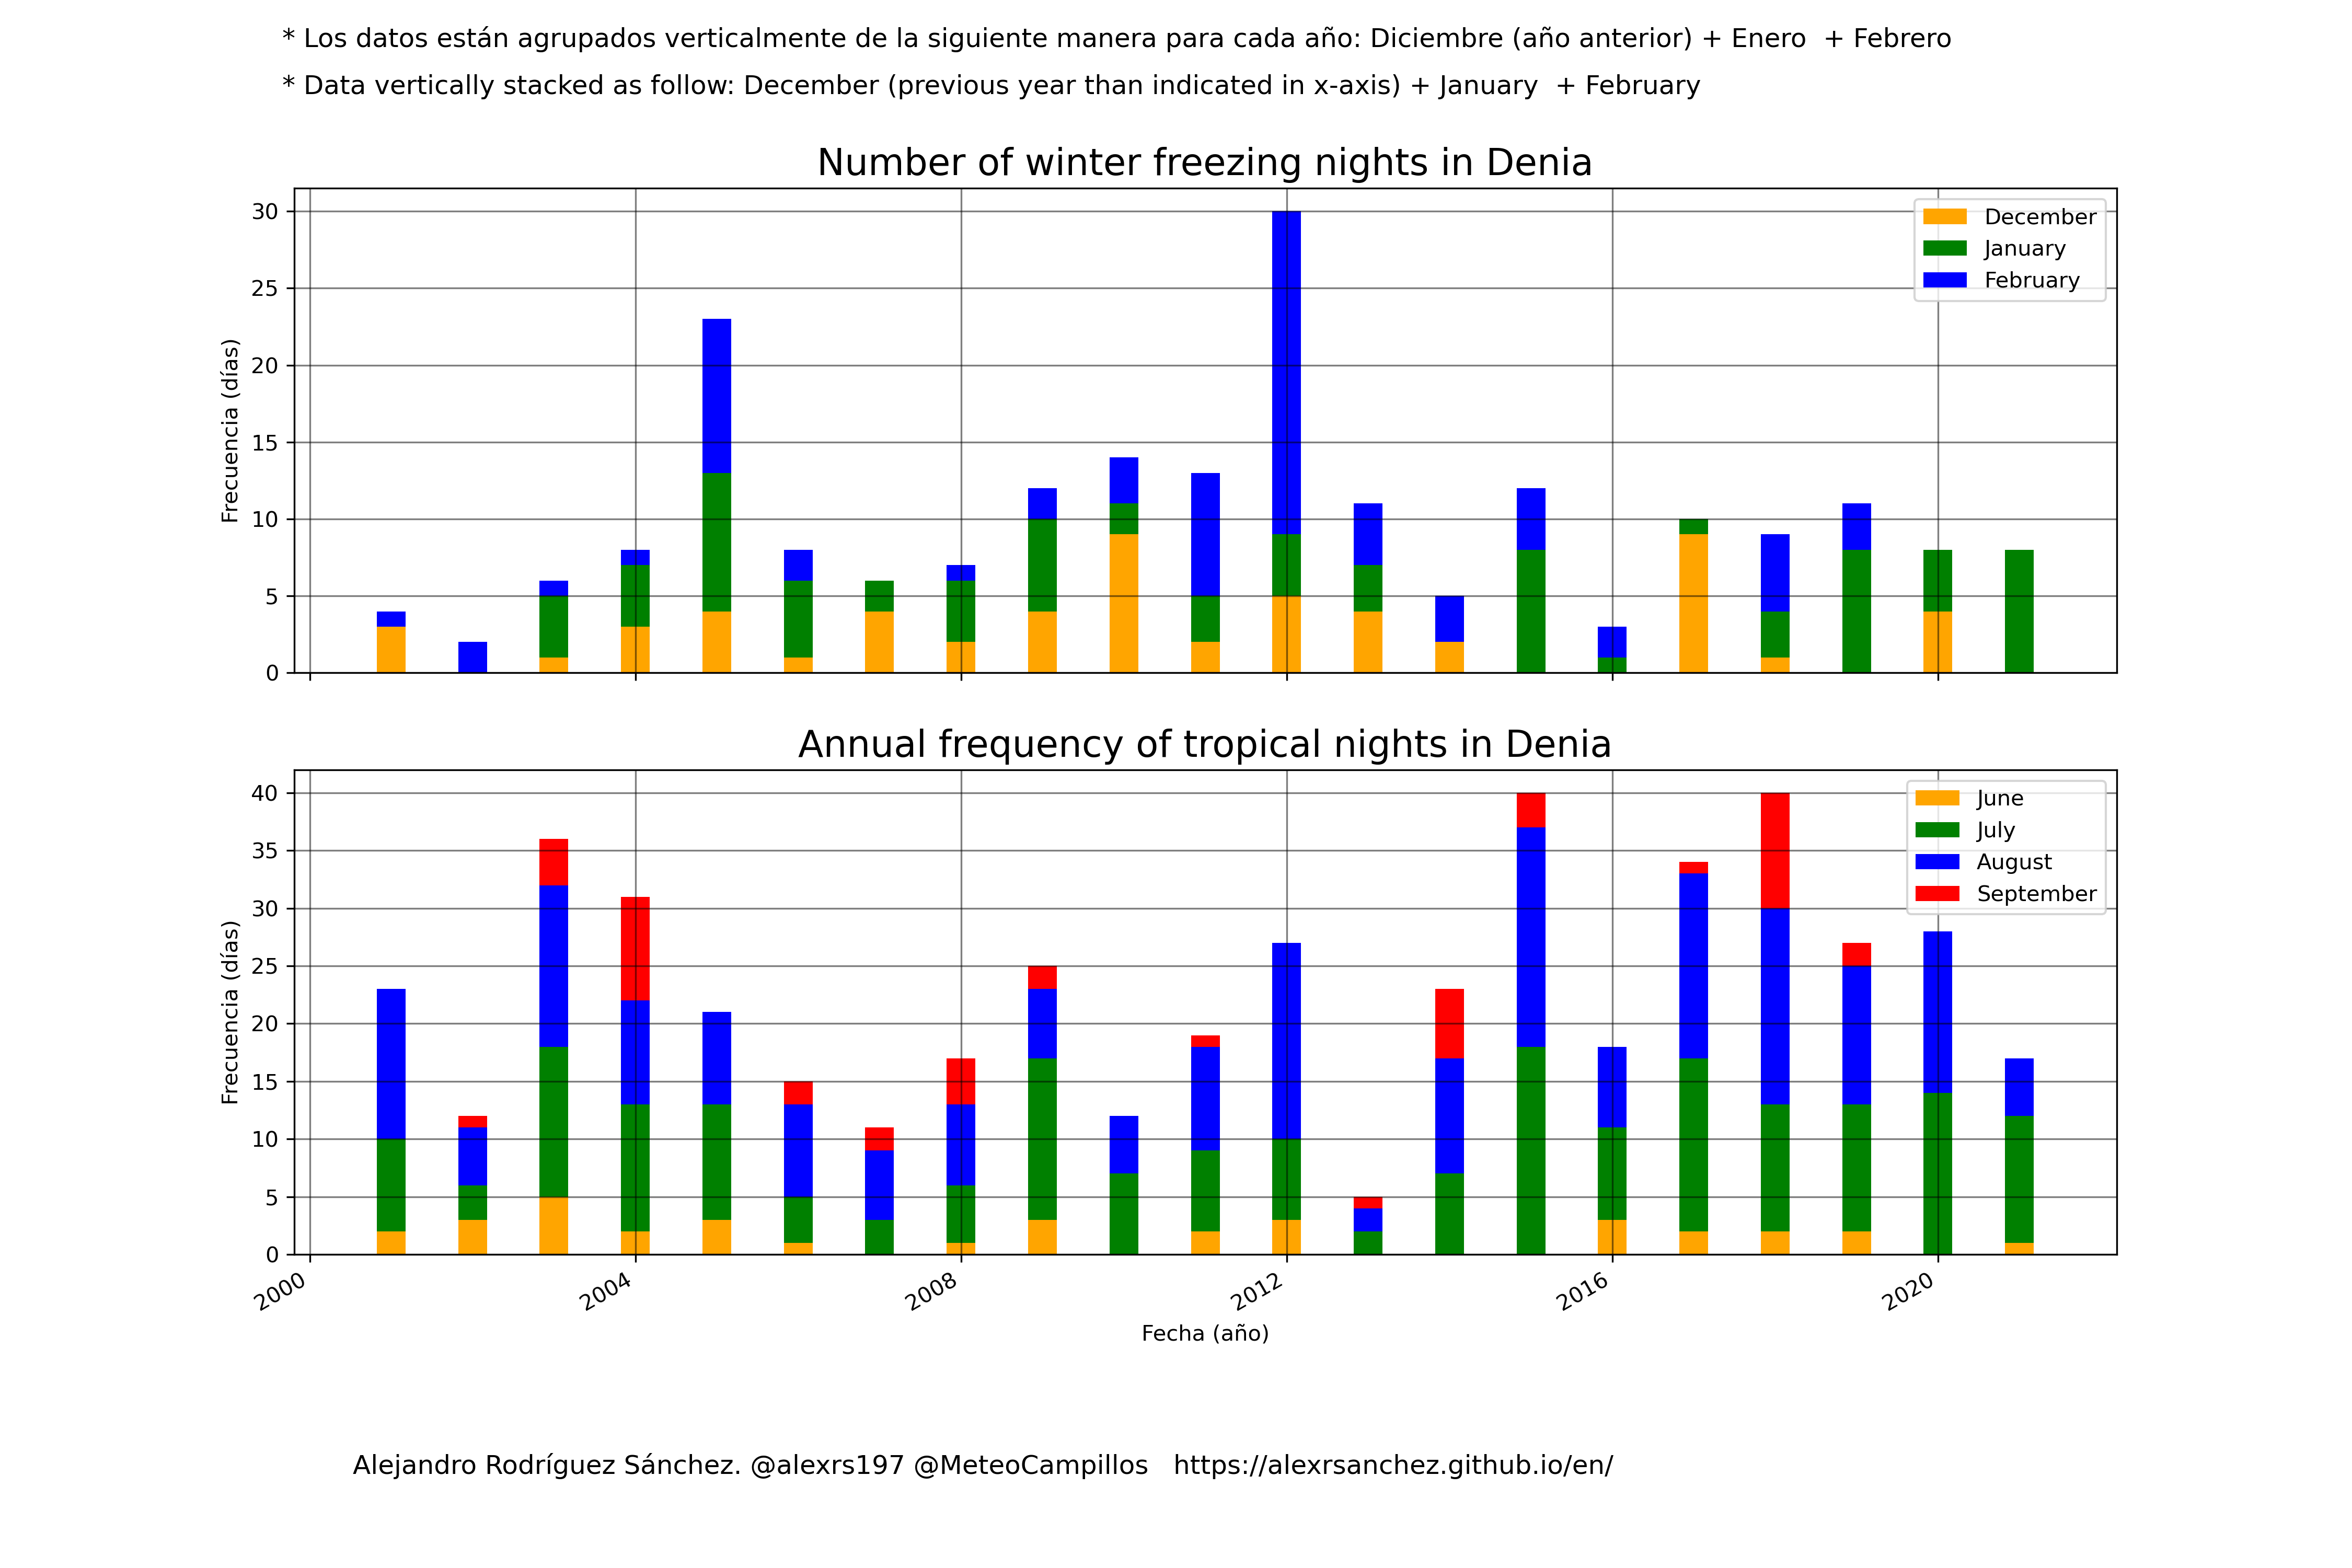 * Los datos están agrupados verticalmente de la siguiente manera para cada año: Diciembre (año anterior) + Enero  + Febrero
* Data vertically stacked as follow: December (previous year than indicated in x-axis) + January  + February
Number of winter freezing nights in Denia
30
25
20
15
10
5
0
Frecuencia (días)
December
January
February
Annual frequency of tropical nights in Denia
40
35
30
25
20
15
10
5
0
Frecuencia (días)
June
July
August
September
2000 2004 2008 2012 2016 2020
Fecha (año)
Alejandro Rodríguez Sánchez. @alexrs197 @MeteoCampillos   https://alexrsanchez.github.io/en/